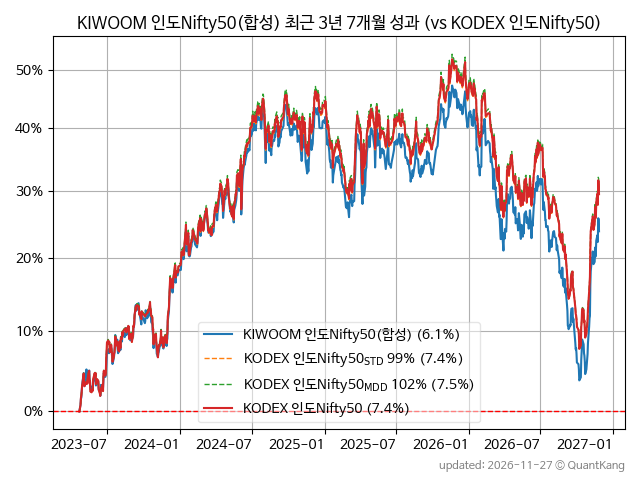 KIWOOM 인도Nifty50(합성) 최근 3년 7개월 성과 (vs KODEX 인도Nifty50)
50%
40%
30%
20%
10%
0%
KIWOOM 인도Nifty50(합성) (6.1%)
KODEX 인도Nifty50STD 99% (7.4%)
KODEX 인도Nifty50MDD 102% (7.5%)
KODEX 인도Nifty50 (7.4%)
2023-07 2024-01 2024-07 2025-01 2025-07 2026-01 2026-07 2027-01
updated: 2026-11-27 © QuantKang